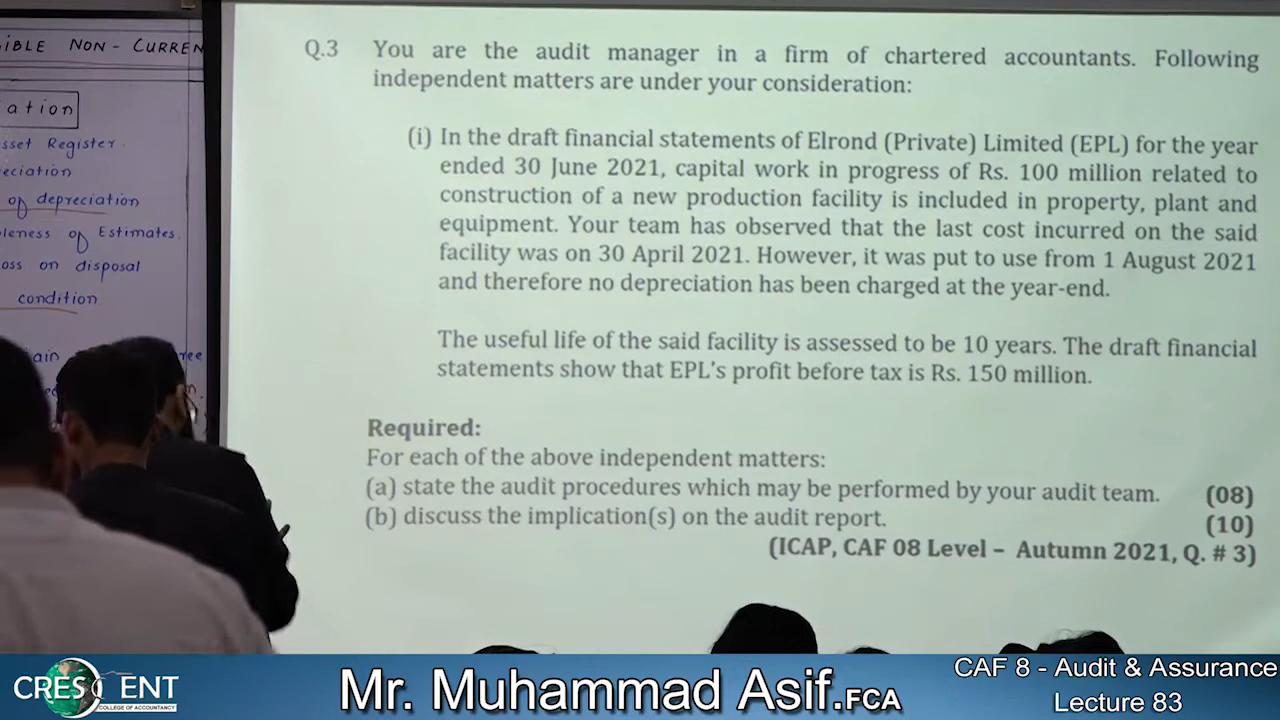 IBLE NON - CURREN
ation
sset Register.
eciation
of depreciation
leness of Estimates.
oss on disposal
condition
ain
ree
Q.3 You are the audit manager in a firm of chartered accountants. Following
independent matters are under your consideration:
(i) In the draft financial statements of Elrond (Private) Limited (EPL) for the year
ended 30 June 2021, capital work in progress of Rs. 100 million related to
construction of a new production facility is included in property, plant and
equipment. Your team has observed that the last cost incurred on the said
facility was on 30 April 2021. However, it was put to use from 1 August 2021
and therefore no depreciation has been charged at the year-end.
The useful life of the said facility is assessed to be 10 years. The draft financial
statements show that EPL's profit before tax is Rs. 150 million.
Required:
For each of the above independent matters:
(a) state the audit procedures which may be performed by your audit team. (08)
(b) discuss the implication(s) on the audit report. (10)
(ICAP, CAF 08 Level – Autumn 2021, Q. # 3)
CRESCENT
COLLEGE OF ACCOUNTANCY
Mr. Muhammad Asif.FCA
CAF 8 - Audit & Assurance
Lecture 83